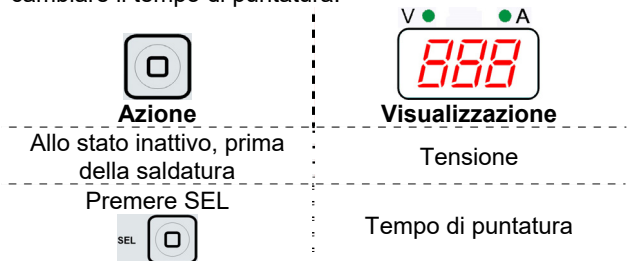 cambiare il tempo di puntatura.
V A
888
Azione
Visualizzazione
Allo stato inattivo, prima
della saldatura
Tensione
Premere SEL
SEL
Tempo di puntatura